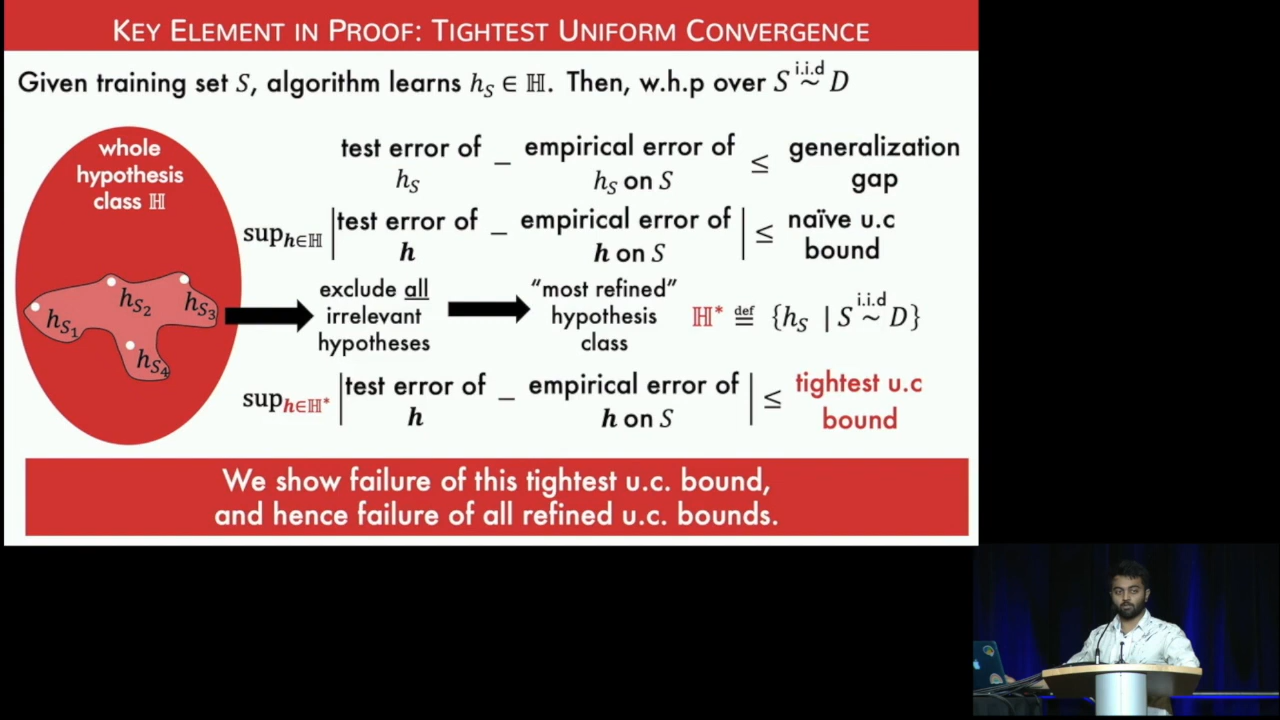 KEY ELEMENT IN PROOF: TIGHTEST UNIFORM CONVERGENCE
Given training set S, algorithm learns h_S ∈ ℍ. Then, w.h.p over S i.i.d ~ D
whole
hypothesis
class ℍ
h_S1
h_S2
h_S3
h_S4
test error of h_S − empirical error of h_S on S ≤ generalization gap
sup_h∈ℍ | test error of h − empirical error of h on S | ≤ naïve u.c bound
exclude all
irrelevant
hypotheses
"most refined"
hypothesis
class
ℍ* def≡ {h_S | S i.i.d ~ D}
sup_h∈ℍ* | test error of h − empirical error of h on S | ≤ tightest u.c bound
We show failure of this tightest u.c. bound,
and hence failure of all refined u.c. bounds.